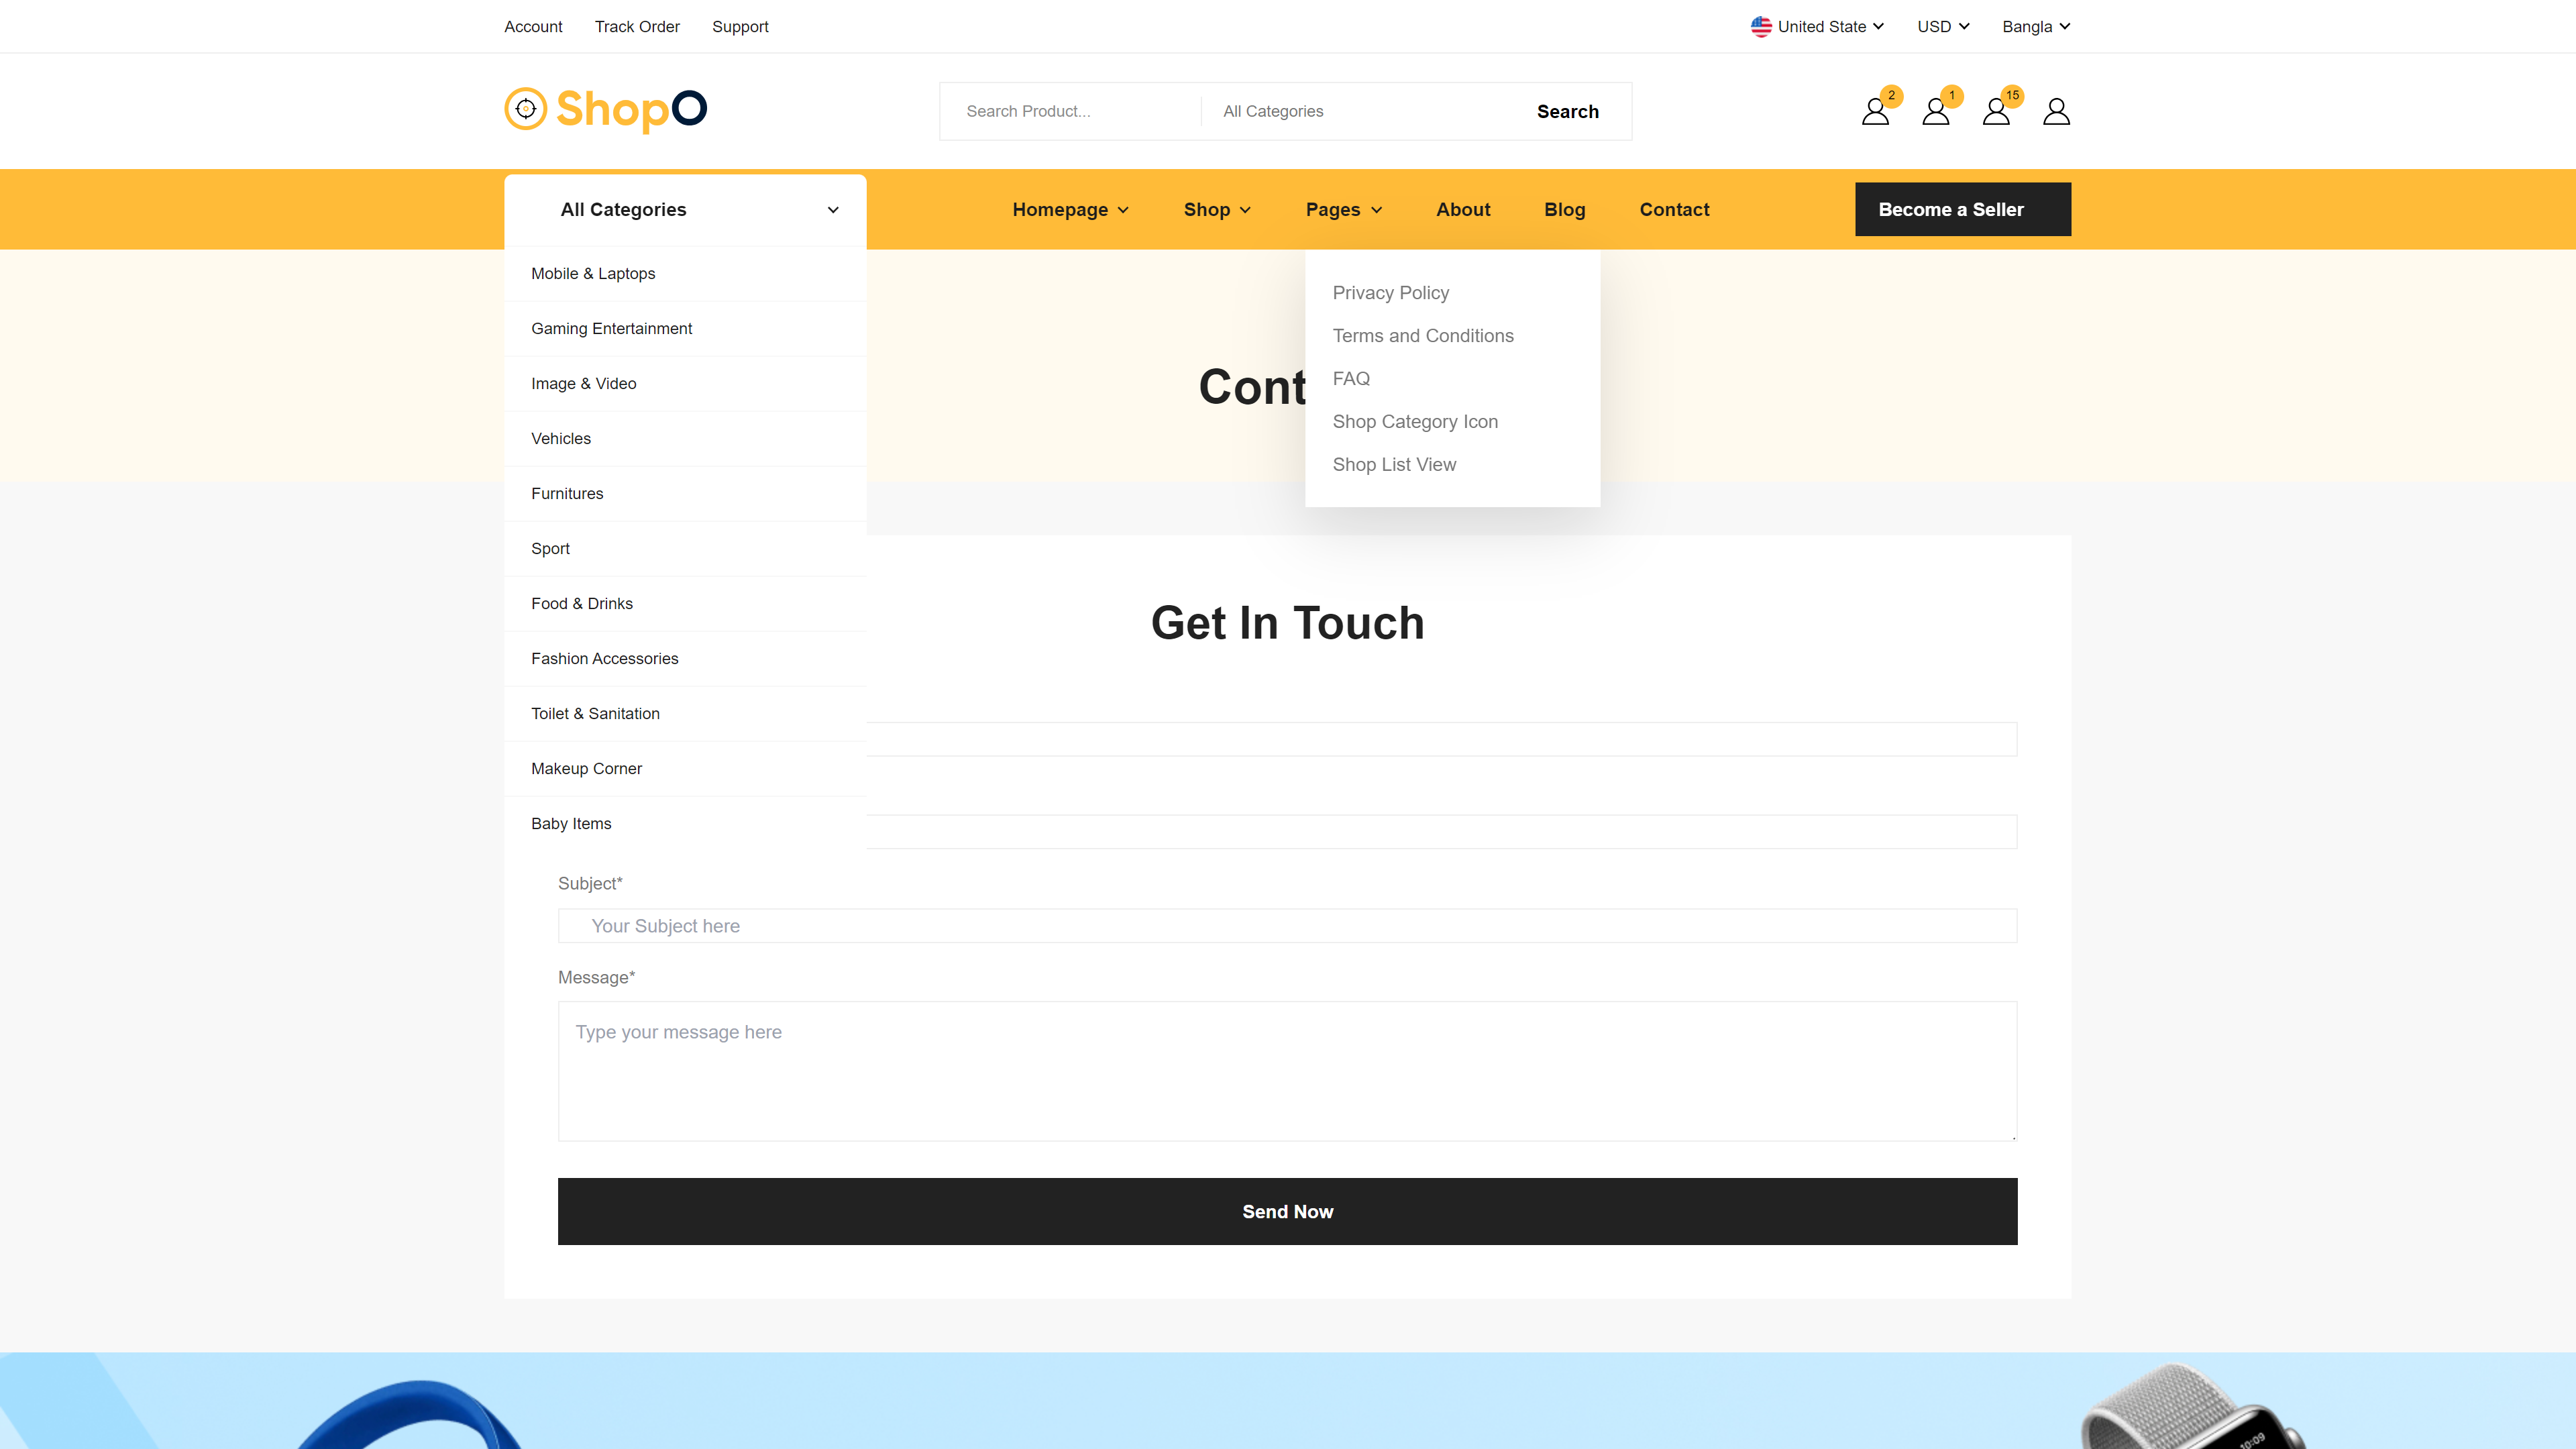 Account Track Order Support United State USD Bangla
ShopO Search Product... All Categories Search 2 1 15
All Categories Homepage Shop Pages About Blog Contact Become a Seller
Mobile & Laptops
Gaming Entertainment
Image & Video
Vehicles
Furnitures
Sport
Food & Drinks
Fashion Accessories
Toilet & Sanitation
Makeup Corner
Baby Items
Privacy Policy
Terms and Conditions
FAQ
Shop Category Icon
Shop List View
Cont
Get In Touch
Subject*
Your Subject here
Message*
Type your message here
Send Now
10:09